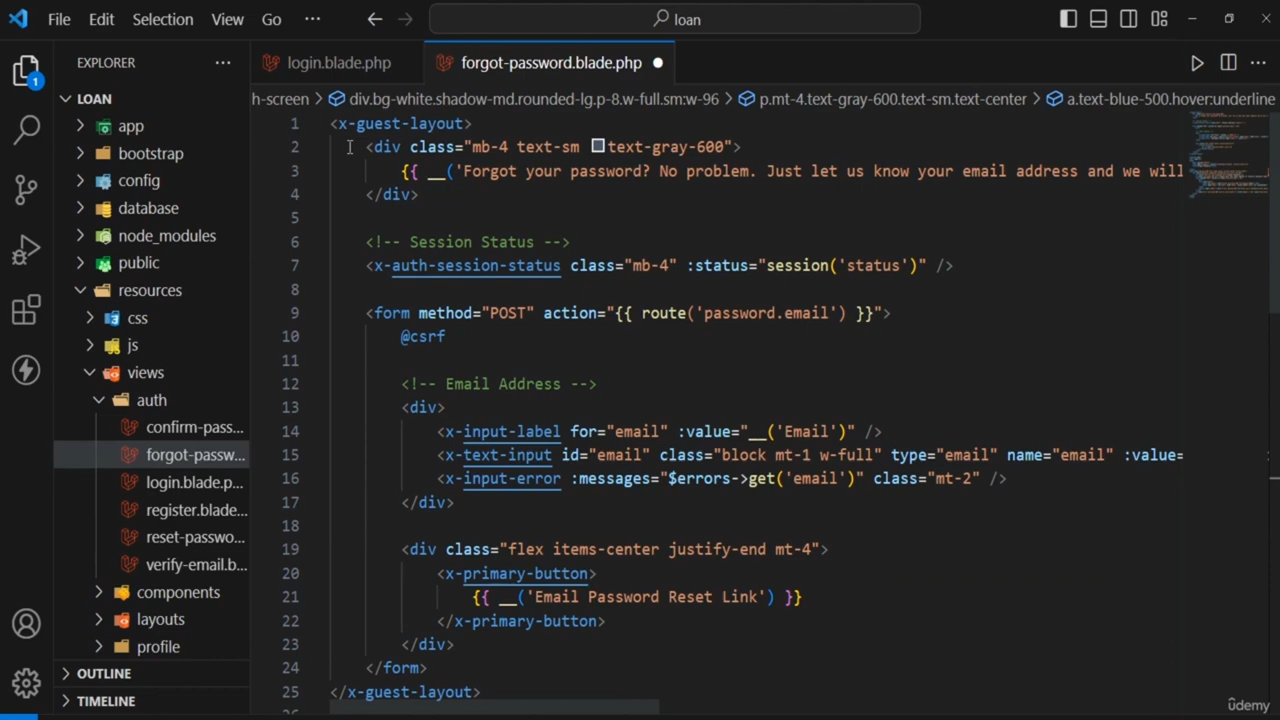 File Edit Selection View Go ··· loan
EXPLORER ···
login.blade.php forgot-password.blade.php
h-screen > div.bg-white.shadow-md.rounded-lg.p-8.w-full.sm:w-96 > p.mt-4.text-gray-600.text-sm.text-center > a.text-blue-500.hover:underline
1
LOAN
app
bootstrap
config
database
node_modules
public
resources
css
js
views
auth
confirm-pass...
forgot-passw...
login.blade.p...
register.blade...
reset-passwo...
verify-email.b...
components
layouts
profile
OUTLINE
TIMELINE
1 <x-guest-layout>
2 <div class="mb-4 text-sm text-gray-600">
3 {{ __('Forgot your password? No problem. Just let us know your email address and we will
4 </div>
5
6 <!-- Session Status -->
7 <x-auth-session-status class="mb-4" :status="session('status')" />
8
9 <form method="POST" action="{{ route('password.email') }}">
10 @csrf
11
12 <!-- Email Address -->
13 <div>
14 <x-input-label for="email" :value="__('Email')" />
15 <x-text-input id="email" class="block mt-1 w-full" type="email" name="email" :value=
16 <x-input-error :messages="$errors->get('email')" class="mt-2" />
17 </div>
18
19 <div class="flex items-center justify-end mt-4">
20 <x-primary-button>
21 {{ __('Email Password Reset Link') }}
22 </x-primary-button>
23 </div>
24 </form>
25 </x-guest-layout>
ûdemy